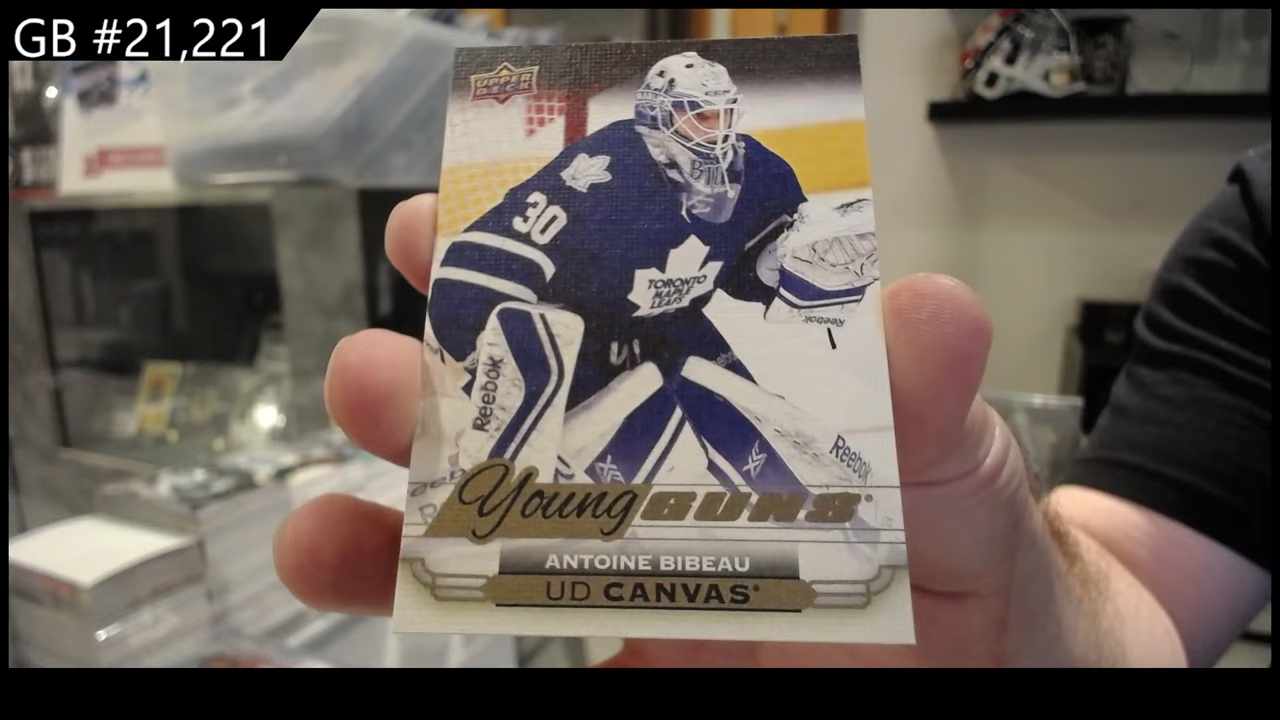 GB #21,221
UPPER
DECK
30
TORONTO
MAPLE
LEAFS
Reebok
Reebok
Reebok
Young GUNS
ANTOINE BIBEAU
UD CANVAS